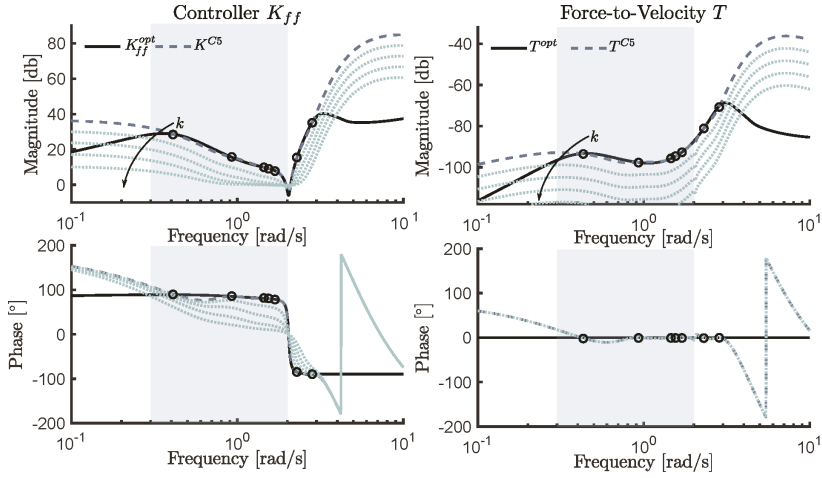 Controller K_ff
Magnitude [db]
80
60
40
20
0
K_ff^opt
K^C5
k
10^-1
10^0
10^1
Frequency [rad/s]
Force-to-Velocity T
Magnitude [db]
-40
-60
-80
-100
T^opt
T^C5
k
10^-1
10^0
10^1
Frequency [rad/s]
Phase [°]
200
100
0
-100
-200
10^-1
10^0
10^1
Frequency [rad/s]
Phase [°]
200
100
0
-100
-200
10^-1
10^0
10^1
Frequency [rad/s]